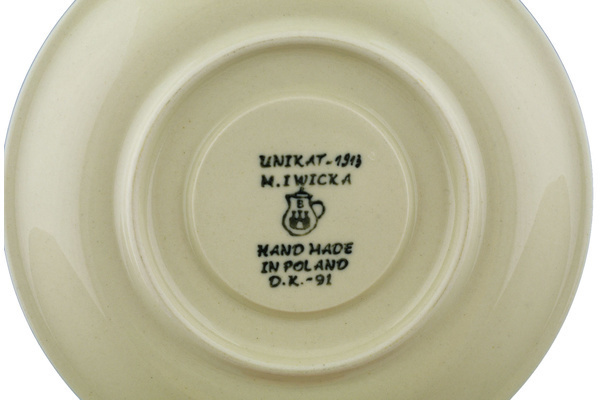 UNIKAT-1913
M.IWICKA
B
HAND MADE
IN POLAND
D.K.-91